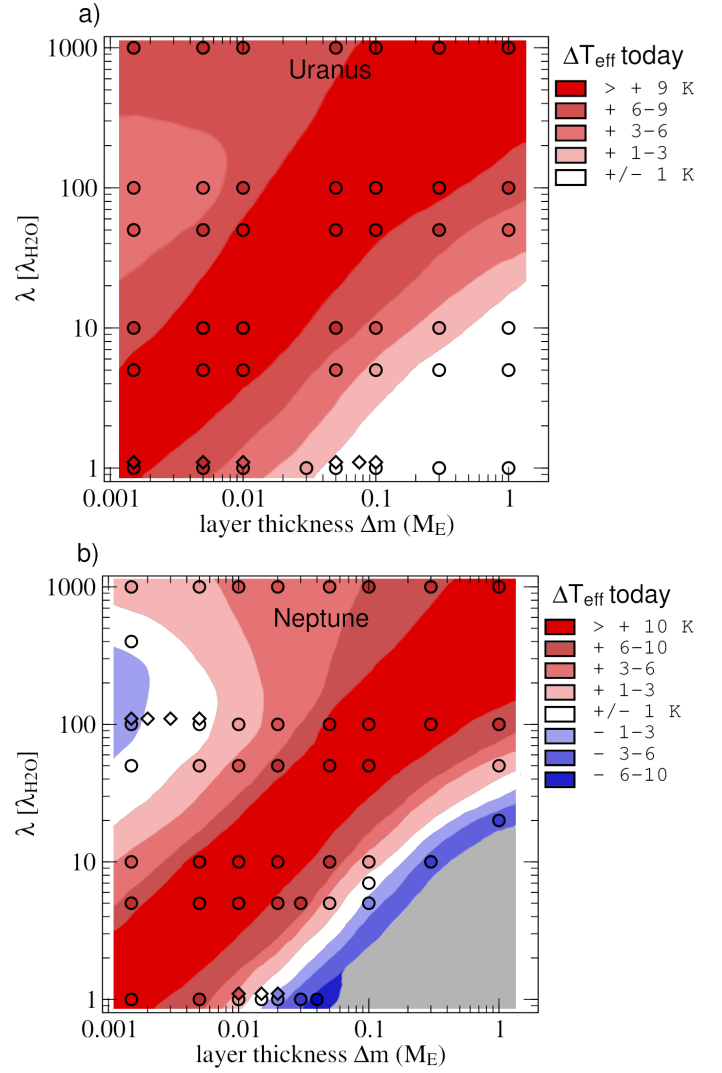 a)
1000
100
10
1
λ [λH2O]
Uranus
ΔTeff today
> + 9 K
+ 6–9
+ 3–6
+ 1–3
+/- 1 K
0.001
0.01
0.1
1
layer thickness Δm (ME)
b)
1000
100
10
1
λ [λH2O]
Neptune
ΔTeff today
> + 10 K
+ 6–10
+ 3–6
+ 1–3
+/- 1 K
- 1–3
- 3–6
- 6–10
0.001
0.01
0.1
1
layer thickness Δm (ME)